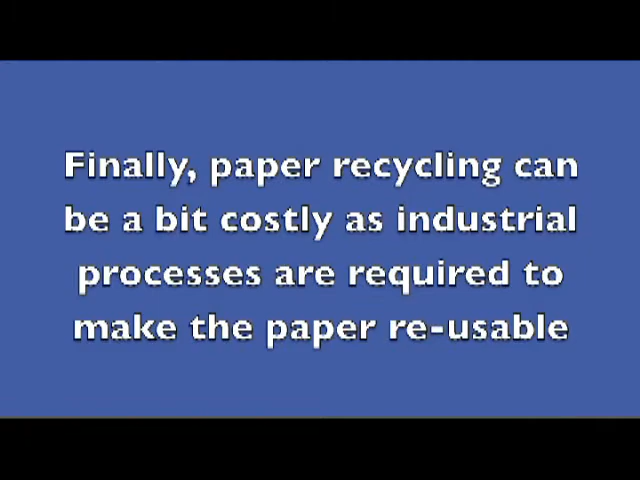 Finally, paper recycling can
be a bit costly as industrial
processes are required to
make the paper re-usable